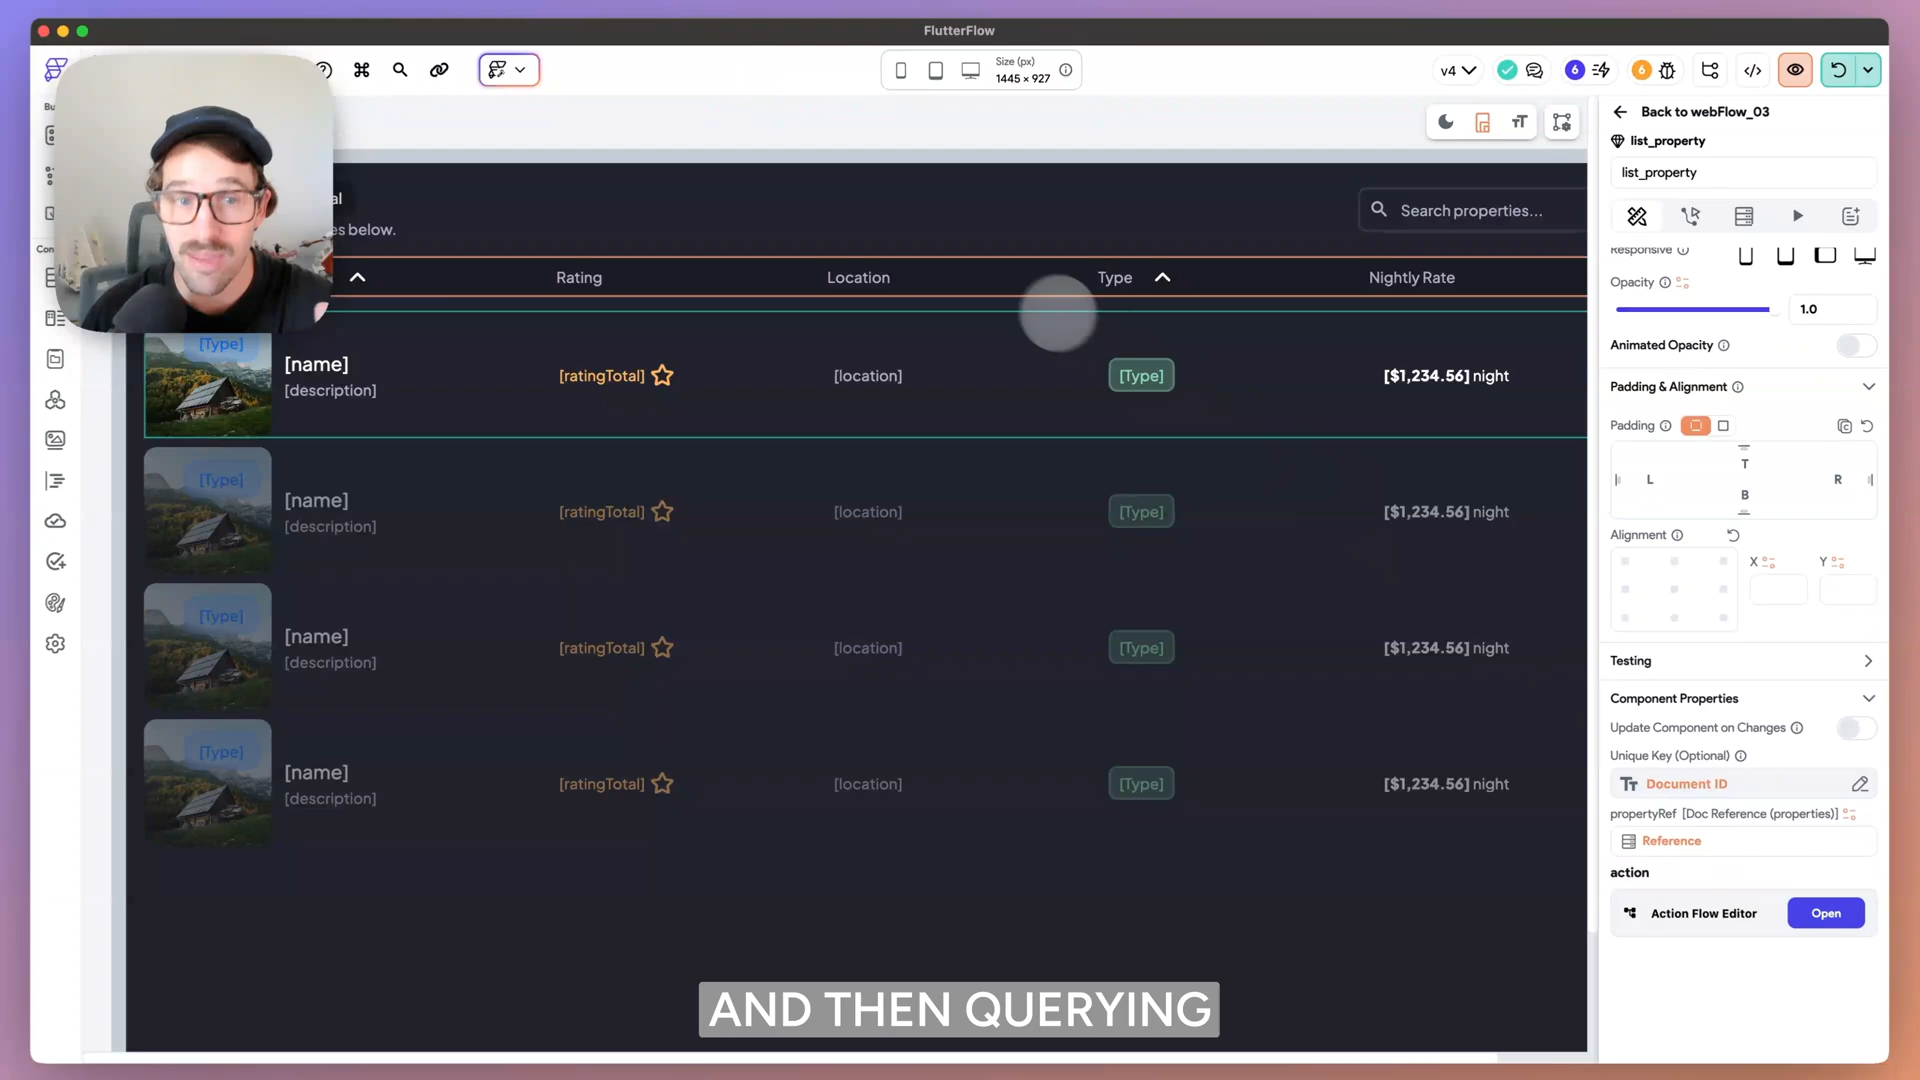 FlutterFlow
Size (px)
1445 × 927
v4
6
6
Back to webFlow_03
list_property
list_property
Responsive
Opacity
1.0
Animated Opacity
Padding & Alignment
Padding
T
L
R
B
Alignment
X
Y
Testing
Component Properties
Update Component on Changes
Unique Key (Optional)
Document ID
propertyRef [Doc Reference (properties)]
Reference
action
Action Flow Editor
Open
es below.
Search properties...
Rating
Location
Type
Nightly Rate
[Type]
[name]
[description]
[ratingTotal]
[location]
[Type]
[$1,234.56] night
[Type]
[name]
[description]
[ratingTotal]
[location]
[Type]
[$1,234.56] night
[Type]
[name]
[description]
[ratingTotal]
[location]
[Type]
[$1,234.56] night
[Type]
[name]
[description]
[ratingTotal]
[location]
[Type]
[$1,234.56] night
AND THEN QUERYING